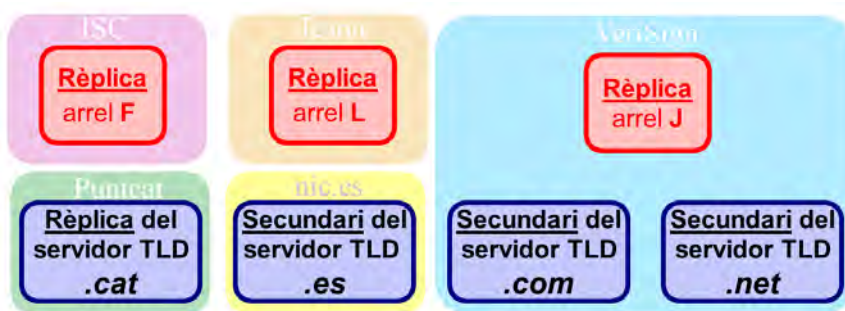 ISC
Rèplica
arrel F
Icann
Rèplica
arrel L
VeriSign
Rèplica
arrel J
Puntcat
Rèplica del
servidor TLD
.cat
nic.es
Secundari del
servidor TLD
.es
Secundari del
servidor TLD
.com
Secundari del
servidor TLD
.net